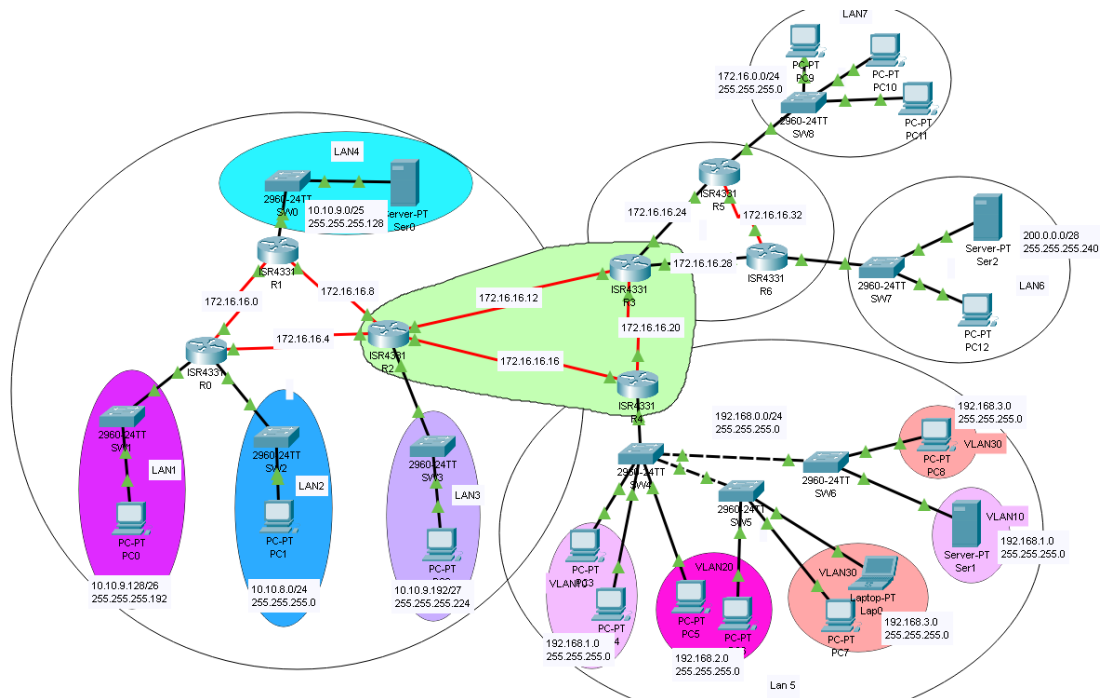 LAN7
PC-PT
PC9
172.16.0.0/24
255.255.255.0
PC-PT
PC10
2960-24TT
SW8
PC-PT
PC11
LAN4
2960-24TT
SW0
Server-PT
Ser0
10.10.9.0/25
255.255.255.128
ISR4331
R5
172.16.16.24
172.16.16.32
ISR4331
R1
172.16.16.28
ISR4331
R6
Server-PT
Ser2
200.0.0.0/28
255.255.255.240
2960-24TT
SW7
LAN6
PC-PT
PC12
172.16.16.0
172.16.16.8
172.16.16.12
ISR4331
R3
172.16.16.4
172.16.16.20
ISR4331
R0
ISR4331
R2
172.16.16.16
ISR4331
R4
2960-24TT
SW1
LAN1
PC-PT
PC0
10.10.9.128/26
255.255.255.192
2960-24TT
SW2
LAN2
PC-PT
PC1
10.10.8.0/24
255.255.255.0
2960-24TT
SW3
LAN3
PC-PT
10.10.9.192/27
255.255.255.224
192.168.0.0/24
255.255.255.0
192.168.3.0
255.255.255.0
VLAN30
PC-PT
PC8
2960-24TT
SW4
2960-24TT
SW6
2960-24TT
SW5
VLAN10
Server-PT
Ser1
192.168.1.0
255.255.255.0
PC-PT
PC-PT
192.168.1.0
255.255.255.0
VLAN20
PC-PT
PC5
PC-PT
192.168.2.0
255.255.255.0
VLAN30
Laptop-PT
Lap0
PC-PT
PC7
192.168.3.0
255.255.255.0
Lan 5